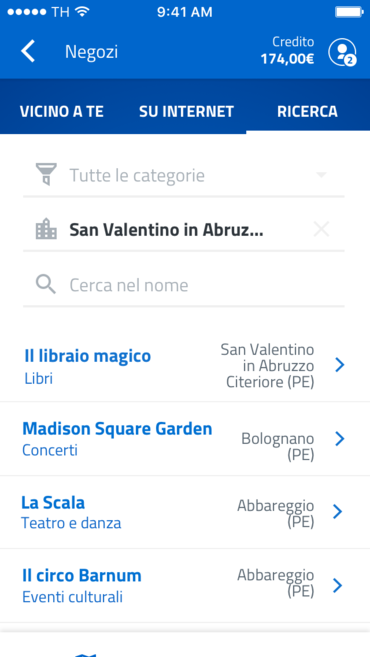 TH 9:41 AM
Negozi
Credito
174,00€
2
VICINO A TE SU INTERNET RICERCA
Tutte le categorie
San Valentino in Abruz...
Cerca nel nome
Il libraio magico
Libri
San Valentino
in Abruzzo
Citeriore (PE)
Madison Square Garden
Concerti
Bolognano
(PE)
La Scala
Teatro e danza
Abbareggio
(PE)
Il circo Barnum
Eventi culturali
Abbareggio
(PE)